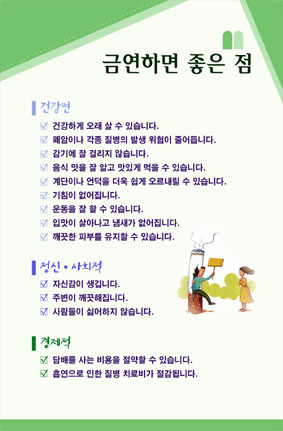 금연하면 좋은 점
건강면
건강하게 오래 살 수 있습니다.
폐암이나 각종 질병의 발생 위험이 줄어듭니다.
감기에 잘 걸리지 않습니다.
음식 맛을 잘 알고 맛있게 먹을 수 있습니다.
계단이나 언덕을 더욱 쉽게 오르내릴 수 있습니다.
기침이 없어집니다.
운동을 잘 할 수 있습니다.
입맛이 살아나고 냄새가 없어집니다.
깨끗한 피부를 유지할 수 있습니다.
정신·사회적
자신감이 생깁니다.
주변이 깨끗해집니다.
사람들이 싫어하지 않습니다.
경제적
담배를 사는 비용을 절약할 수 있습니다.
흡연으로 인한 질병 치료비가 절감됩니다.